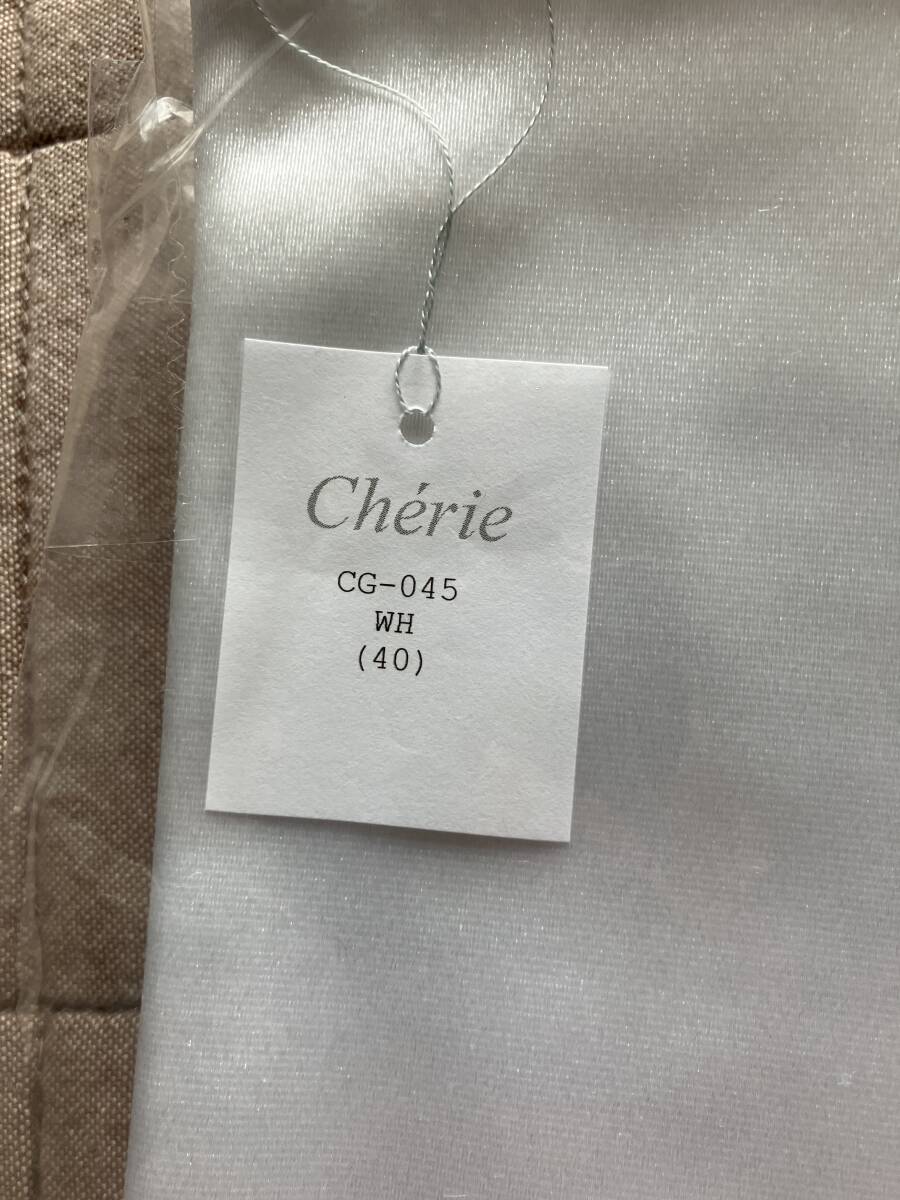 Chérie
CG-045
WH
(40)